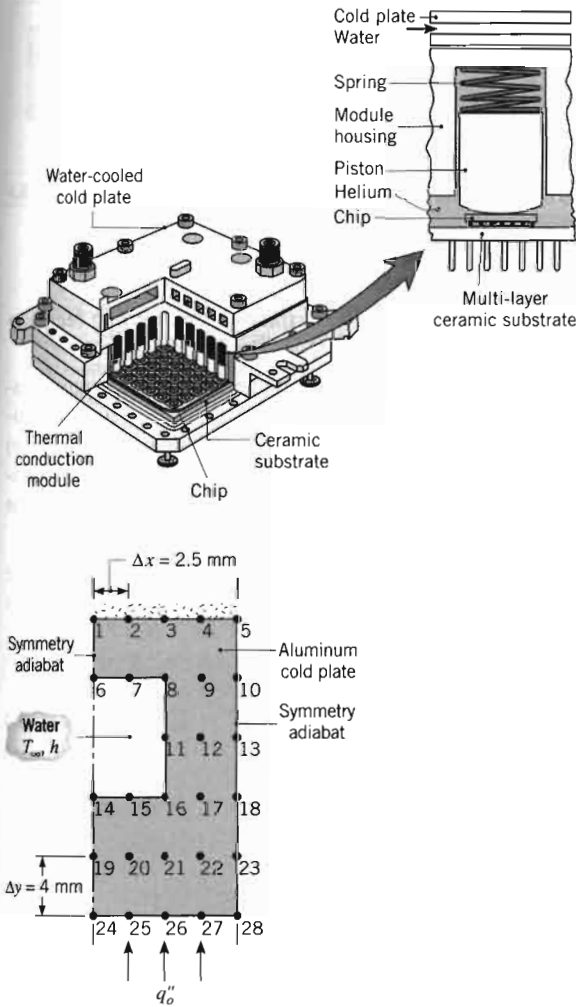 Cold plate
Water
Spring
Module
housing
Piston
Helium
Chip
Multi-layer
ceramic substrate
Water-cooled
cold plate
Thermal
conduction
module
Chip
Ceramic
substrate
Δx = 2.5 mm
1 2 3 4 5
Symmetry
adiabat
Aluminum
cold plate
6 7 8 9 10
Symmetry
adiabat
Water
T∞, h
11 12 13
14 15 16 17 18
19 20 21 22 23
Δy = 4 mm
24 25 26 27 28
q″o